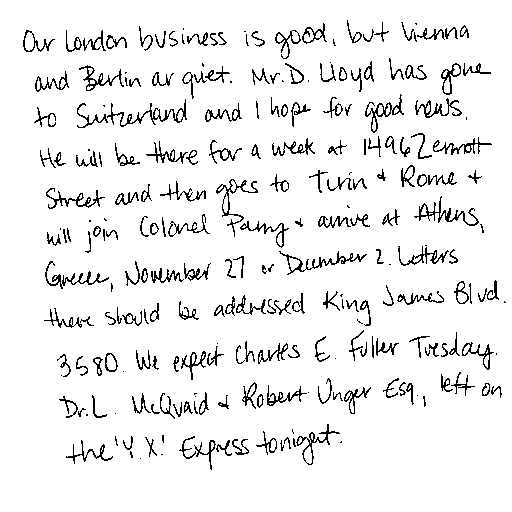 Our London business is good, but Vienna
and Berlin ar quiet. Mr. D. Lloyd has gone
to Suitzerland and I hope for good news.
He will be there for a week at 1496 Zermott
Street and then goes to Turin & Rome &
will join Colonel Parry & arrive at Athens,
Greece, November 27 or December 2. Letters
there should be addressed King James Blvd.
3580. We expect Charles E. Fuller Tuesday.
Dr. L. McQuaid & Robert Unger Esq., left on
the 'Y.X.' Express tonight.